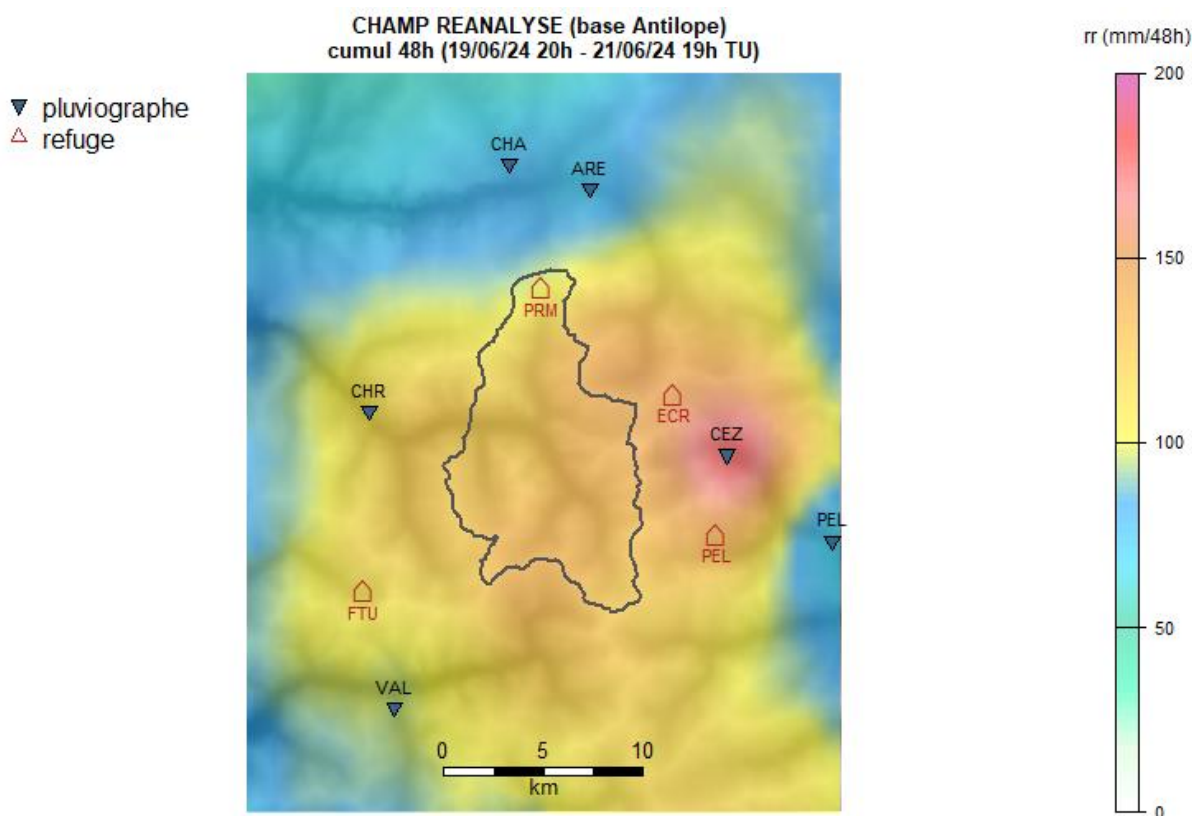 CHAMP REANALYSE (base Antilope)
cumul 48h (19/06/24 20h - 21/06/24 19h TU)
rr (mm/48h)
pluviographe
refuge
200
150
100
50
0
CHA
ARE
PRM
CHR
ECR
CEZ
PEL
PEL
FTU
VAL
0 5 10
km